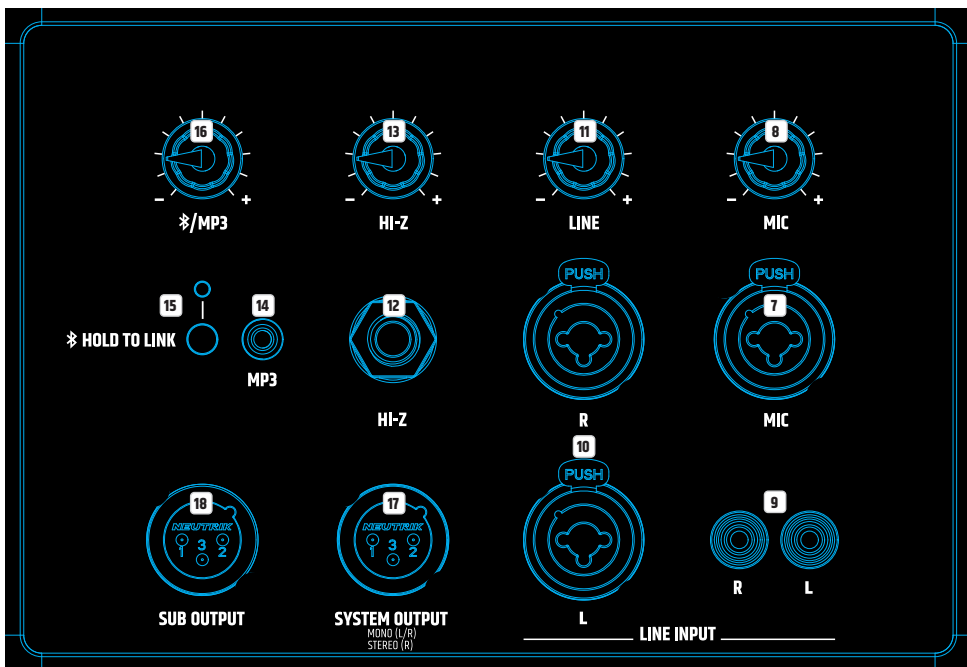 16
13
11
8
- +
- +
- +
- +
/MP3
HI-Z
LINE
MIC
PUSH
PUSH
15
14
12
7
HOLD TO LINK
MP3
HI-Z
R
MIC
10
PUSH
18
17
9
NEUTRIK
NEUTRIK
1 3 2
1 3 2
R
L
SUB OUTPUT
SYSTEM OUTPUT
MONO (L/R)
STEREO (R)
L
LINE INPUT